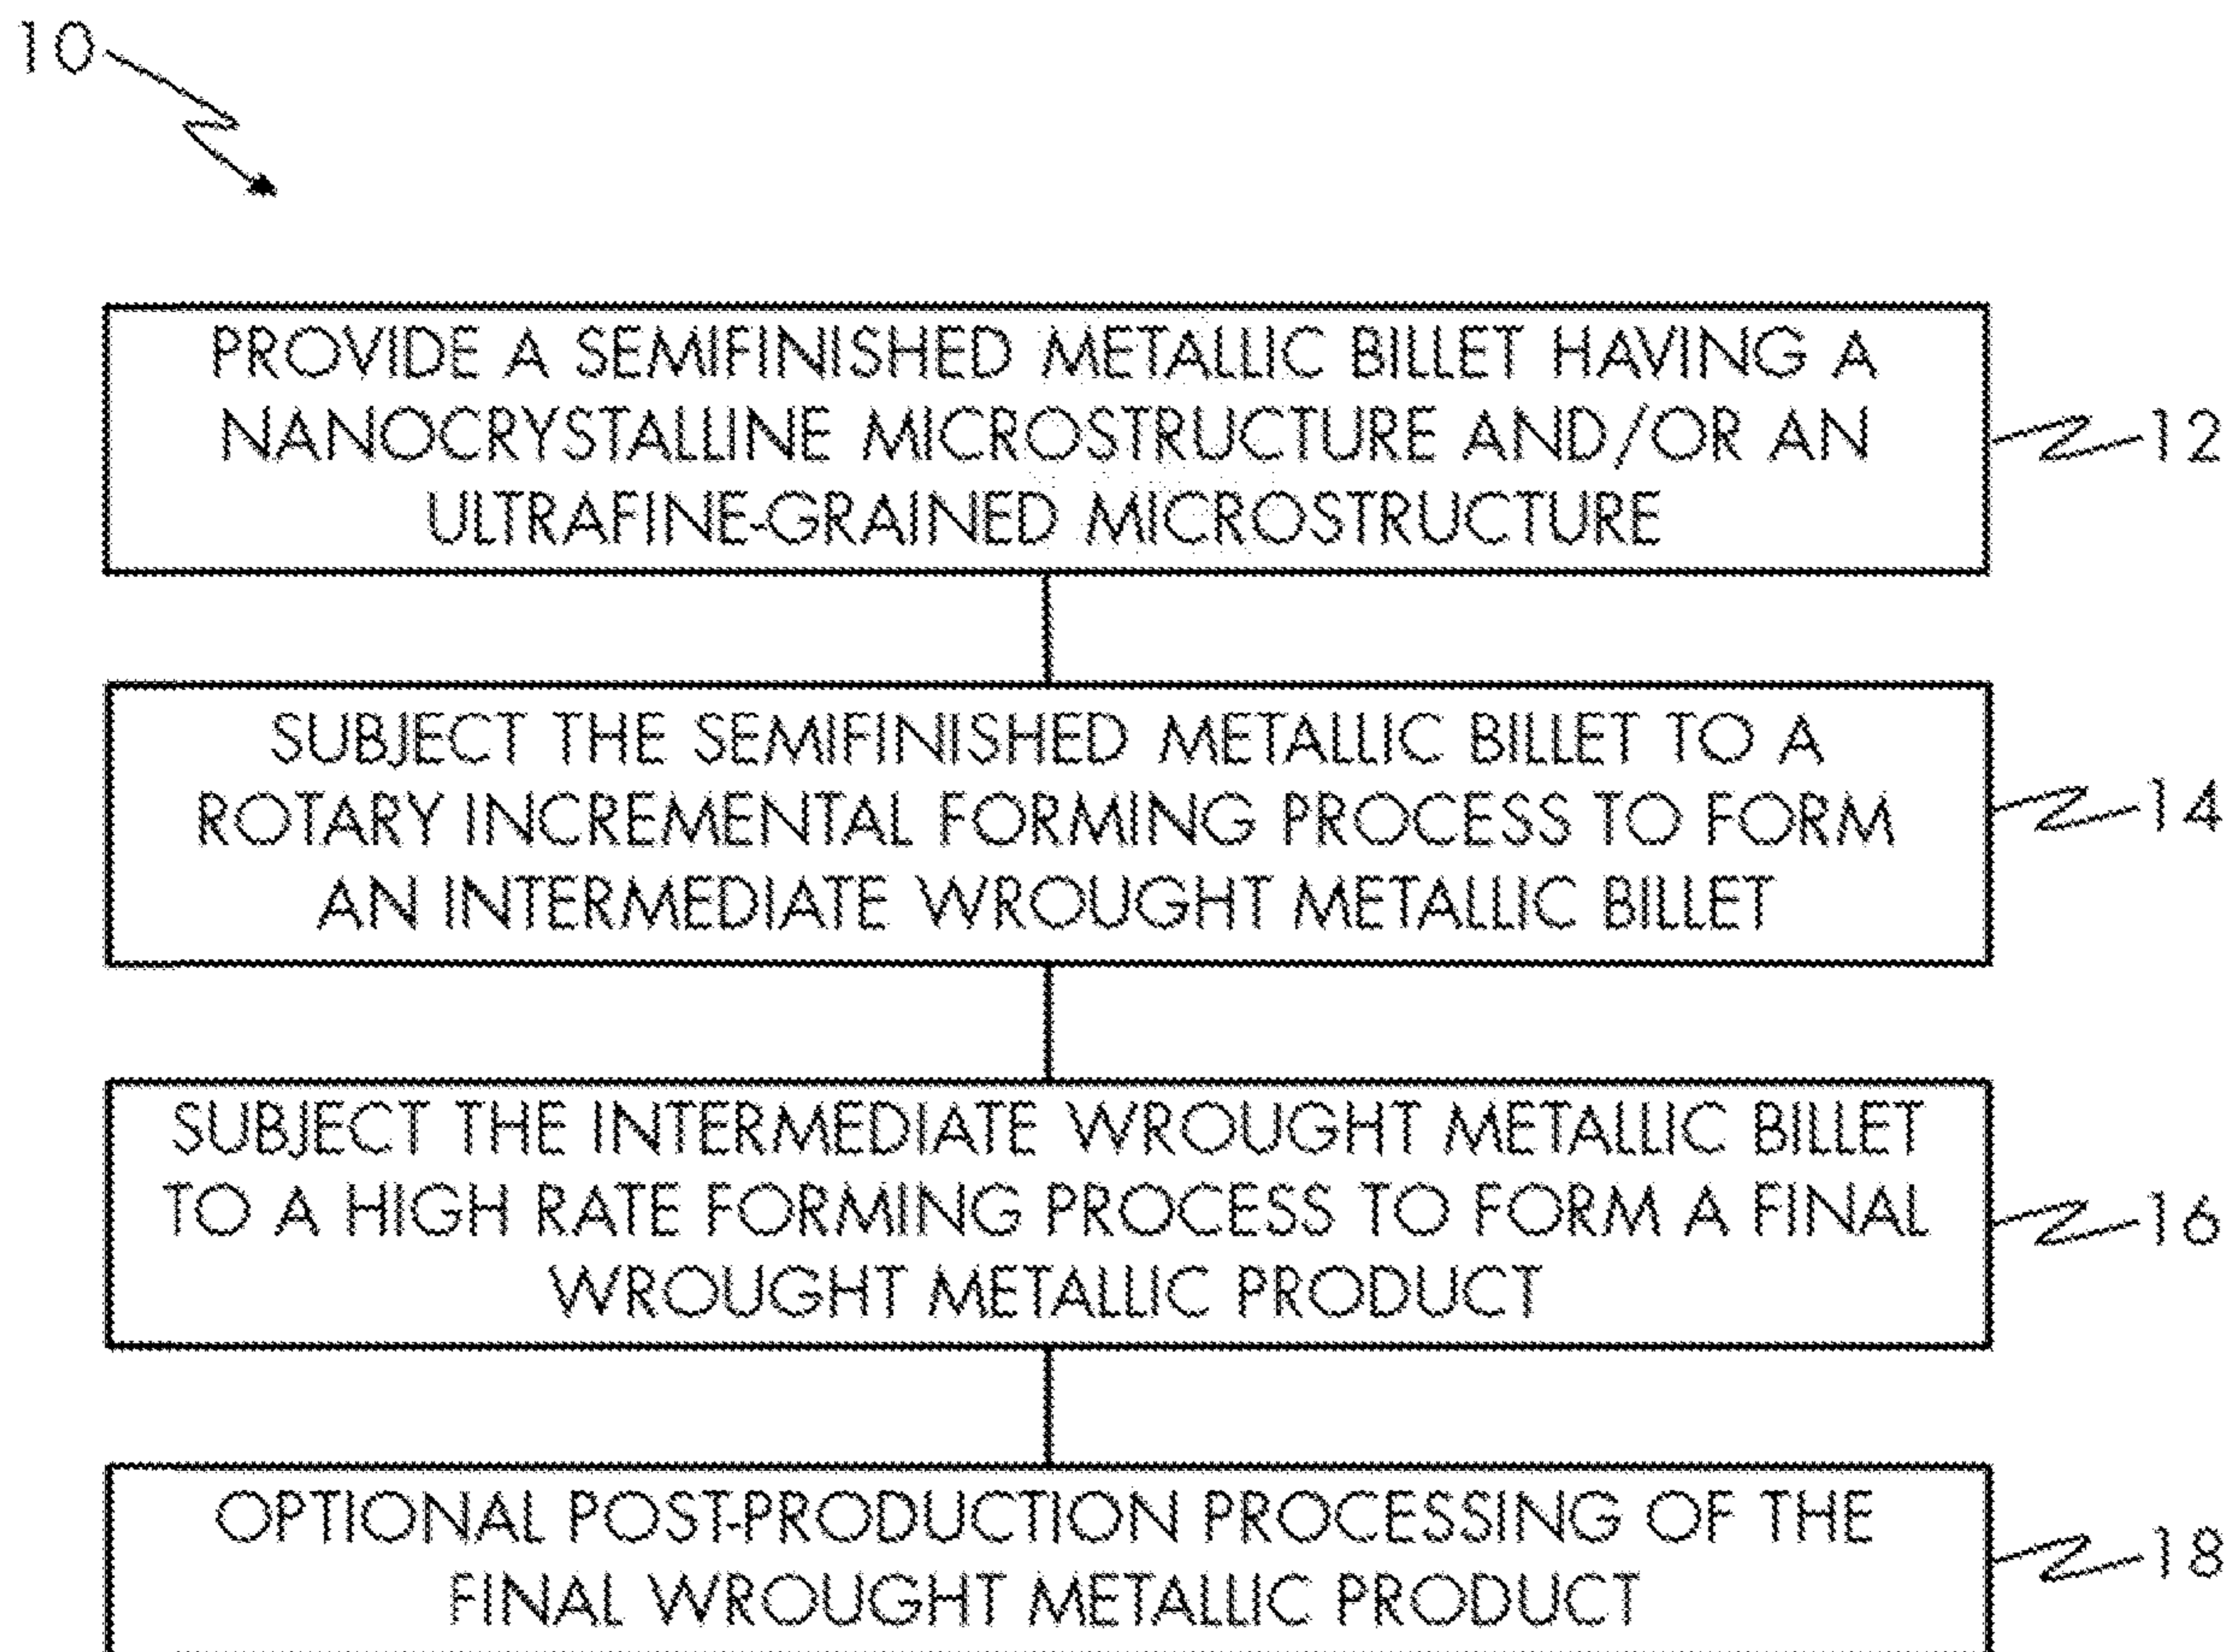 10
PROVIDE A SEMIFINISHED METALLIC BILLET HAVING A
NANOCRYSTALLINE MICROSTRUCTURE AND/OR AN
ULTRAFINE-GRAINED MICROSTRUCTURE
12
SUBJECT THE SEMIFINISHED METALLIC BILLET TO A
ROTARY INCREMENTAL FORMING PROCESS TO FORM
AN INTERMEDIATE WROUGHT METALLIC BILLET
14
SUBJECT THE INTERMEDIATE WROUGHT METALLIC BILLET
TO A HIGH RATE FORMING PROCESS TO FORM A FINAL
WROUGHT METALLIC PRODUCT
16
OPTIONAL POST-PRODUCTION PROCESSING OF THE
FINAL WROUGHT METALLIC PRODUCT
18